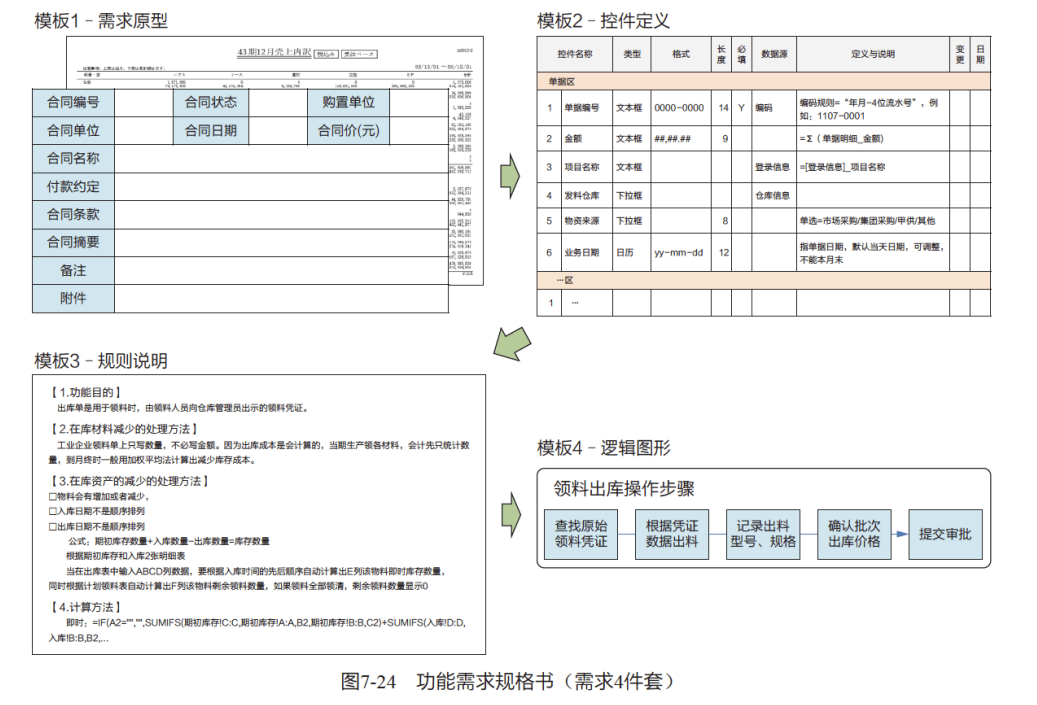 模板1 - 需求原型
43期12月売上内訳
02/12/01 ～02/12/31
合同编号 合同状态 购置单位
合同单位 合同日期 合同价(元)
合同名称
付款约定
合同条款
合同摘要
备注
附件
模板2 - 控件定义
控件名称 类型 格式 长度 必填 数据源 定义与说明 变更 日期
单据区
1 单据编号 文本框 0000-0000 14 Y 编码 编码规则=“年月-4位流水号”，例
如：1107-0001
2 金额 文本框 ##,##.## 9 =Σ（单据明细_金额）
3 项目名称 文本框 登录信息 =[登录信息]_项目名称
4 发料仓库 下拉框 仓库信息
5 物资来源 下拉框 8 单选=市场采购/集团采购/甲供/其他
6 业务日期 日历 yy-mm-dd 12 指单据日期，默认当天日期，可调整，
不能本月末
…区
1 …
模板3 - 规则说明
【1.功能目的】
出库单是用于领料时，由领料人员向仓库管理员出示的领料凭证。
【2.在库材料减少的处理方法】
工业企业领料单上只写数量，不必写金额。因为出库成本是会计算的，当期生产领各材料，会计先只统计数
量，到月终时一般用加权平均法计算出减少库存成本。
【3.在库资产的减少的处理方法】
□物料会有增加或者减少，
□入库日期不是顺序排列
□出库日期不是顺序排列
公式：期初库存数量+入库数量-出库数量=库存数量
根据期初库存和入库2张明细表
当在出库表中输入ABCD列数据，要根据入库时间的先后顺序自动计算出E列该物料即时库存数量，
同时根据计划领料表自动计算出F列该物料剩余领料数量，如果领料全部领清，剩余领料数量显示0
【4.计算方法】
即时：=IF(A2="","",SUMIFS(期初库存!C:C,期初库存!A:A,B2,期初库存!B:B,C2)+SUMIFS(入库!D:D,
入库!B:B,B2,...
模板4 - 逻辑图形
领料出库操作步骤
查找原始
领料凭证
根据凭证
数据出料
记录出料
型号、规格
确认批次
出库价格
提交审批
图7-24 功能需求规格书（需求4件套）